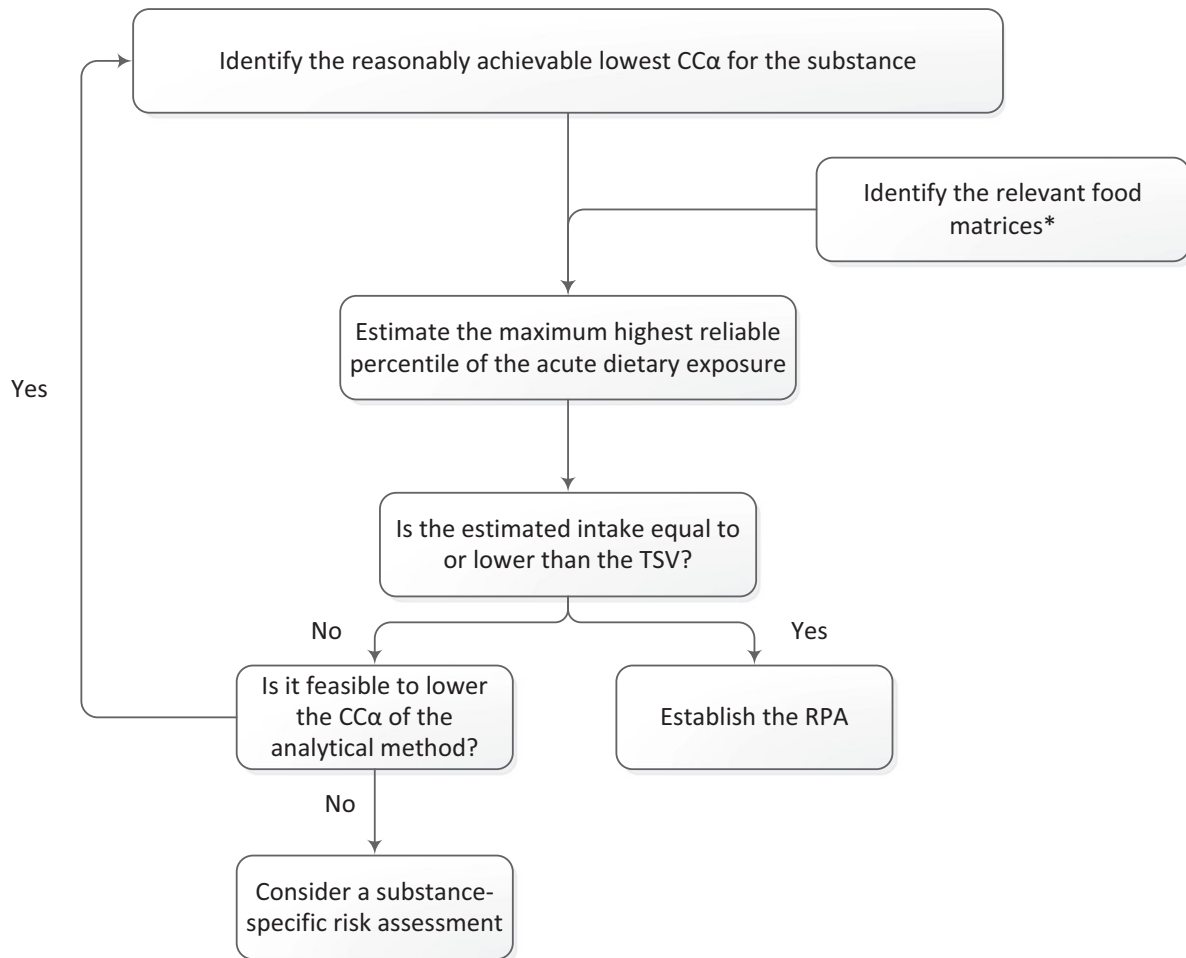 Identify the reasonably achievable lowest CCα for the substance
Identify the relevant food
matrices*
Estimate the maximum highest reliable
percentile of the acute dietary exposure
Yes
Is the estimated intake equal to
or lower than the TSV?
No
Yes
Is it feasible to lower
the CCα of the
analytical method?
Establish the RPA
No
Consider a substance-
specific risk assessment